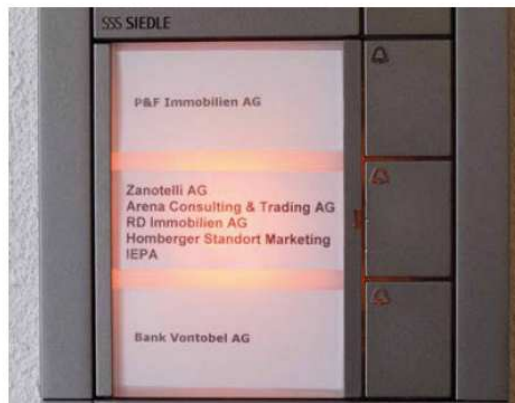 SSS SIEDLE
P&F Immobilien AG
Zanotelli AG
Arena Consulting & Trading AG
RD Immobilien AG
Homberger Standort Marketing
IEPA
Bank Vontobel AG